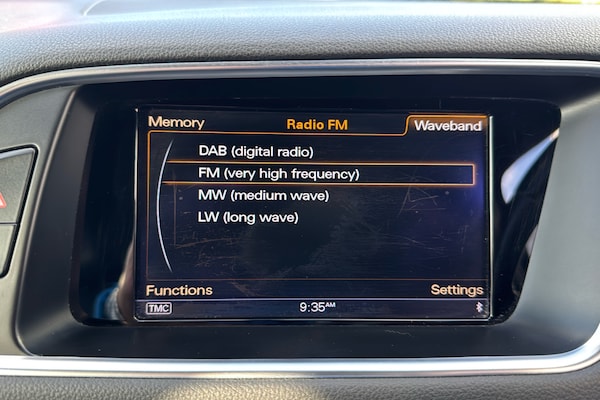 Memory Radio FM Waveband
DAB (digital radio)
FM (very high frequency)
MW (medium wave)
LW (long wave)
Functions Settings
TMC 9:35AM